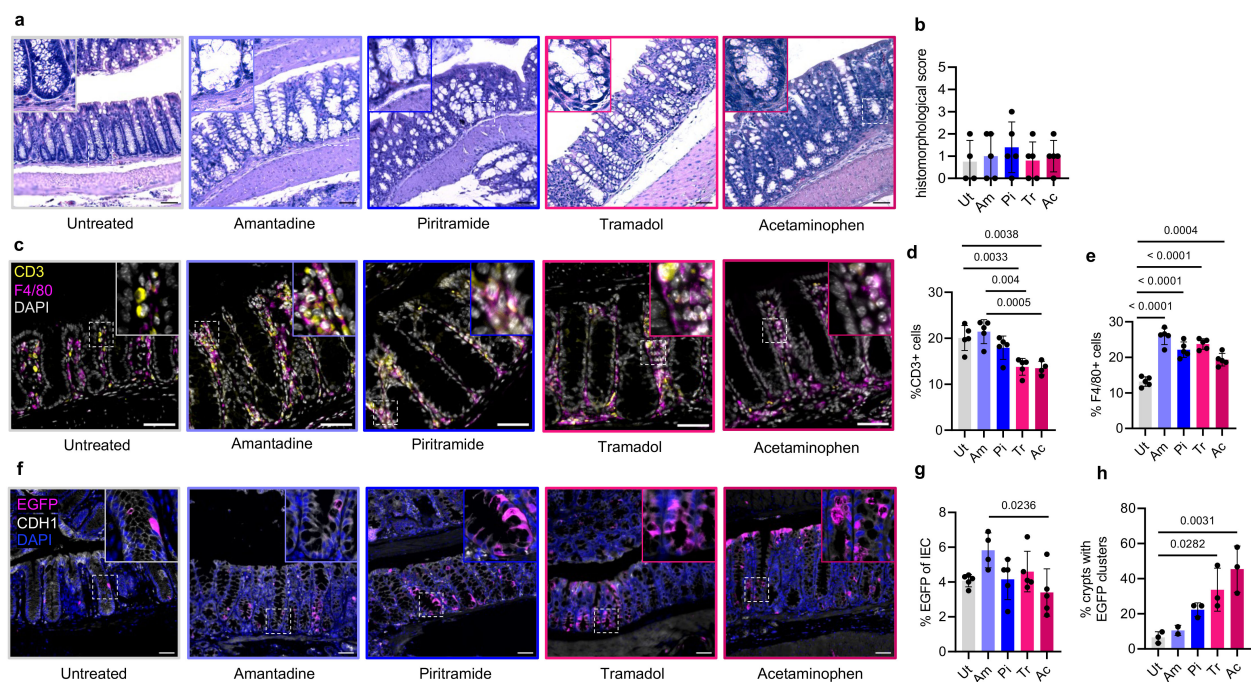 a
Untreated
Amantadine
Piritramide
Tramadol
Acetaminophen
b
histomorphological score
5
4
3
2
1
0
Ut
Am
Pi
Tr
Ac
c
CD3
F4/80
DAPI
Untreated
Amantadine
Piritramide
Tramadol
Acetaminophen
d
0.0038
0.0033
0.004
0.0005
%CD3+ cells
30
20
10
0
Ut
Am
Pi
Tr
Ac
e
0.0004
< 0.0001
< 0.0001
< 0.0001
% F4/80+ cells
30
20
10
0
Ut
Am
Pi
Tr
Ac
f
EGFP
CDH1
DAPI
Untreated
Amantadine
Piritramide
Tramadol
Acetaminophen
g
0.0236
% EGFP of IEC
8
6
4
2
0
Ut
Am
Pi
Tr
Ac
h
0.0031
0.0282
% crypts with
EGFP clusters
80
60
40
20
0
Ut
Am
Pi
Tr
Ac